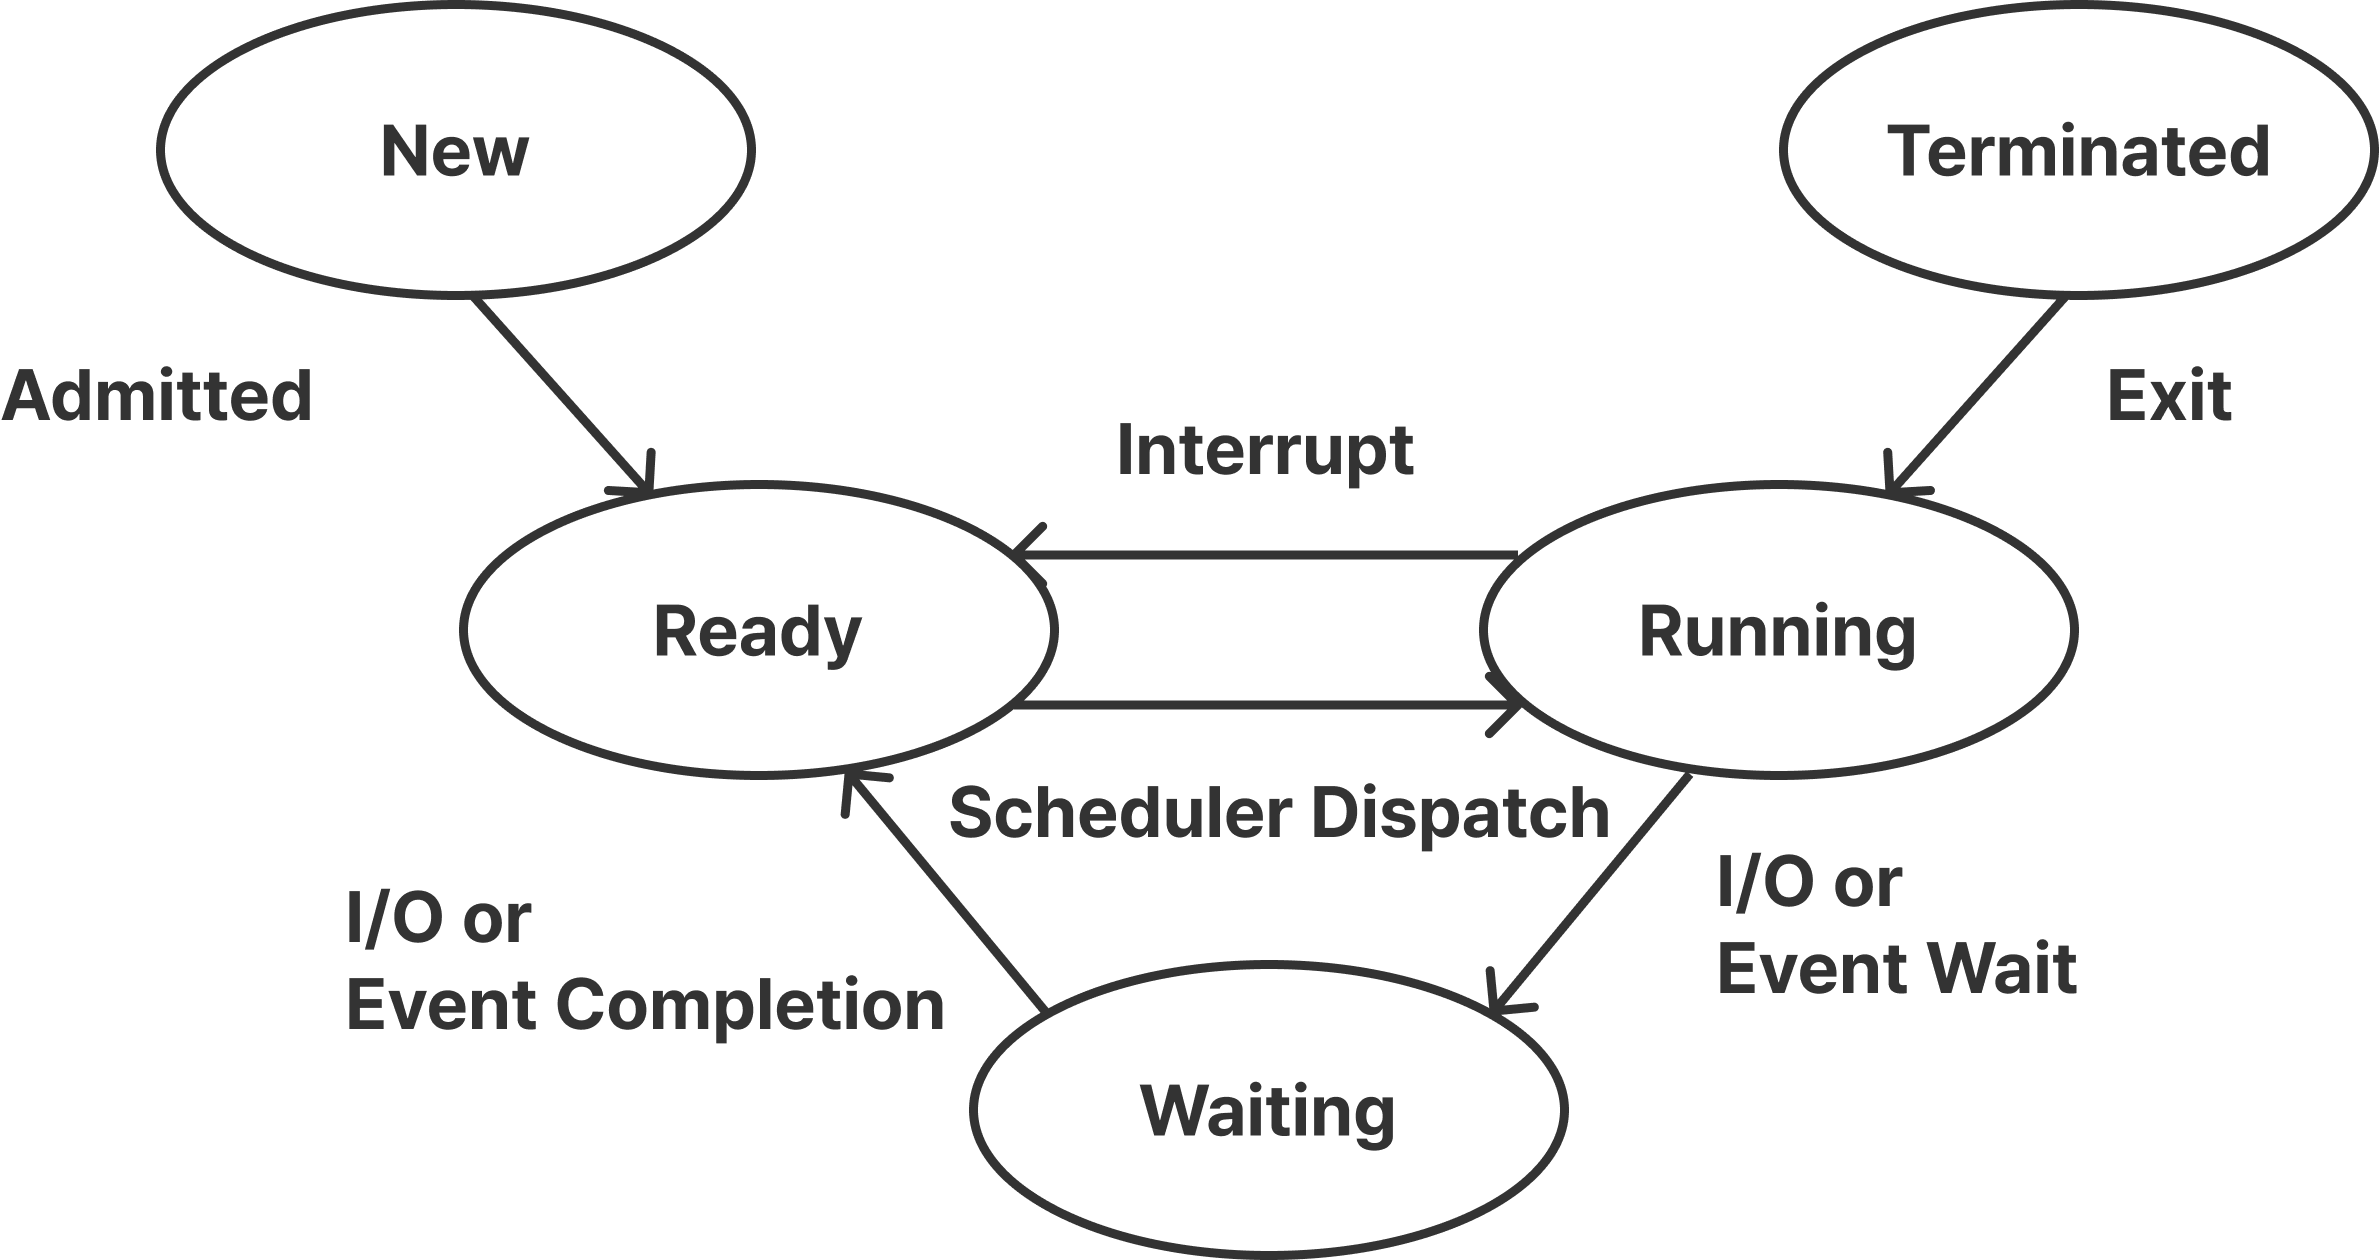 New
Terminated
Admitted
Exit
Interrupt
Ready
Running
Scheduler Dispatch
I/O or
Event Completion
I/O or
Event Wait
Waiting